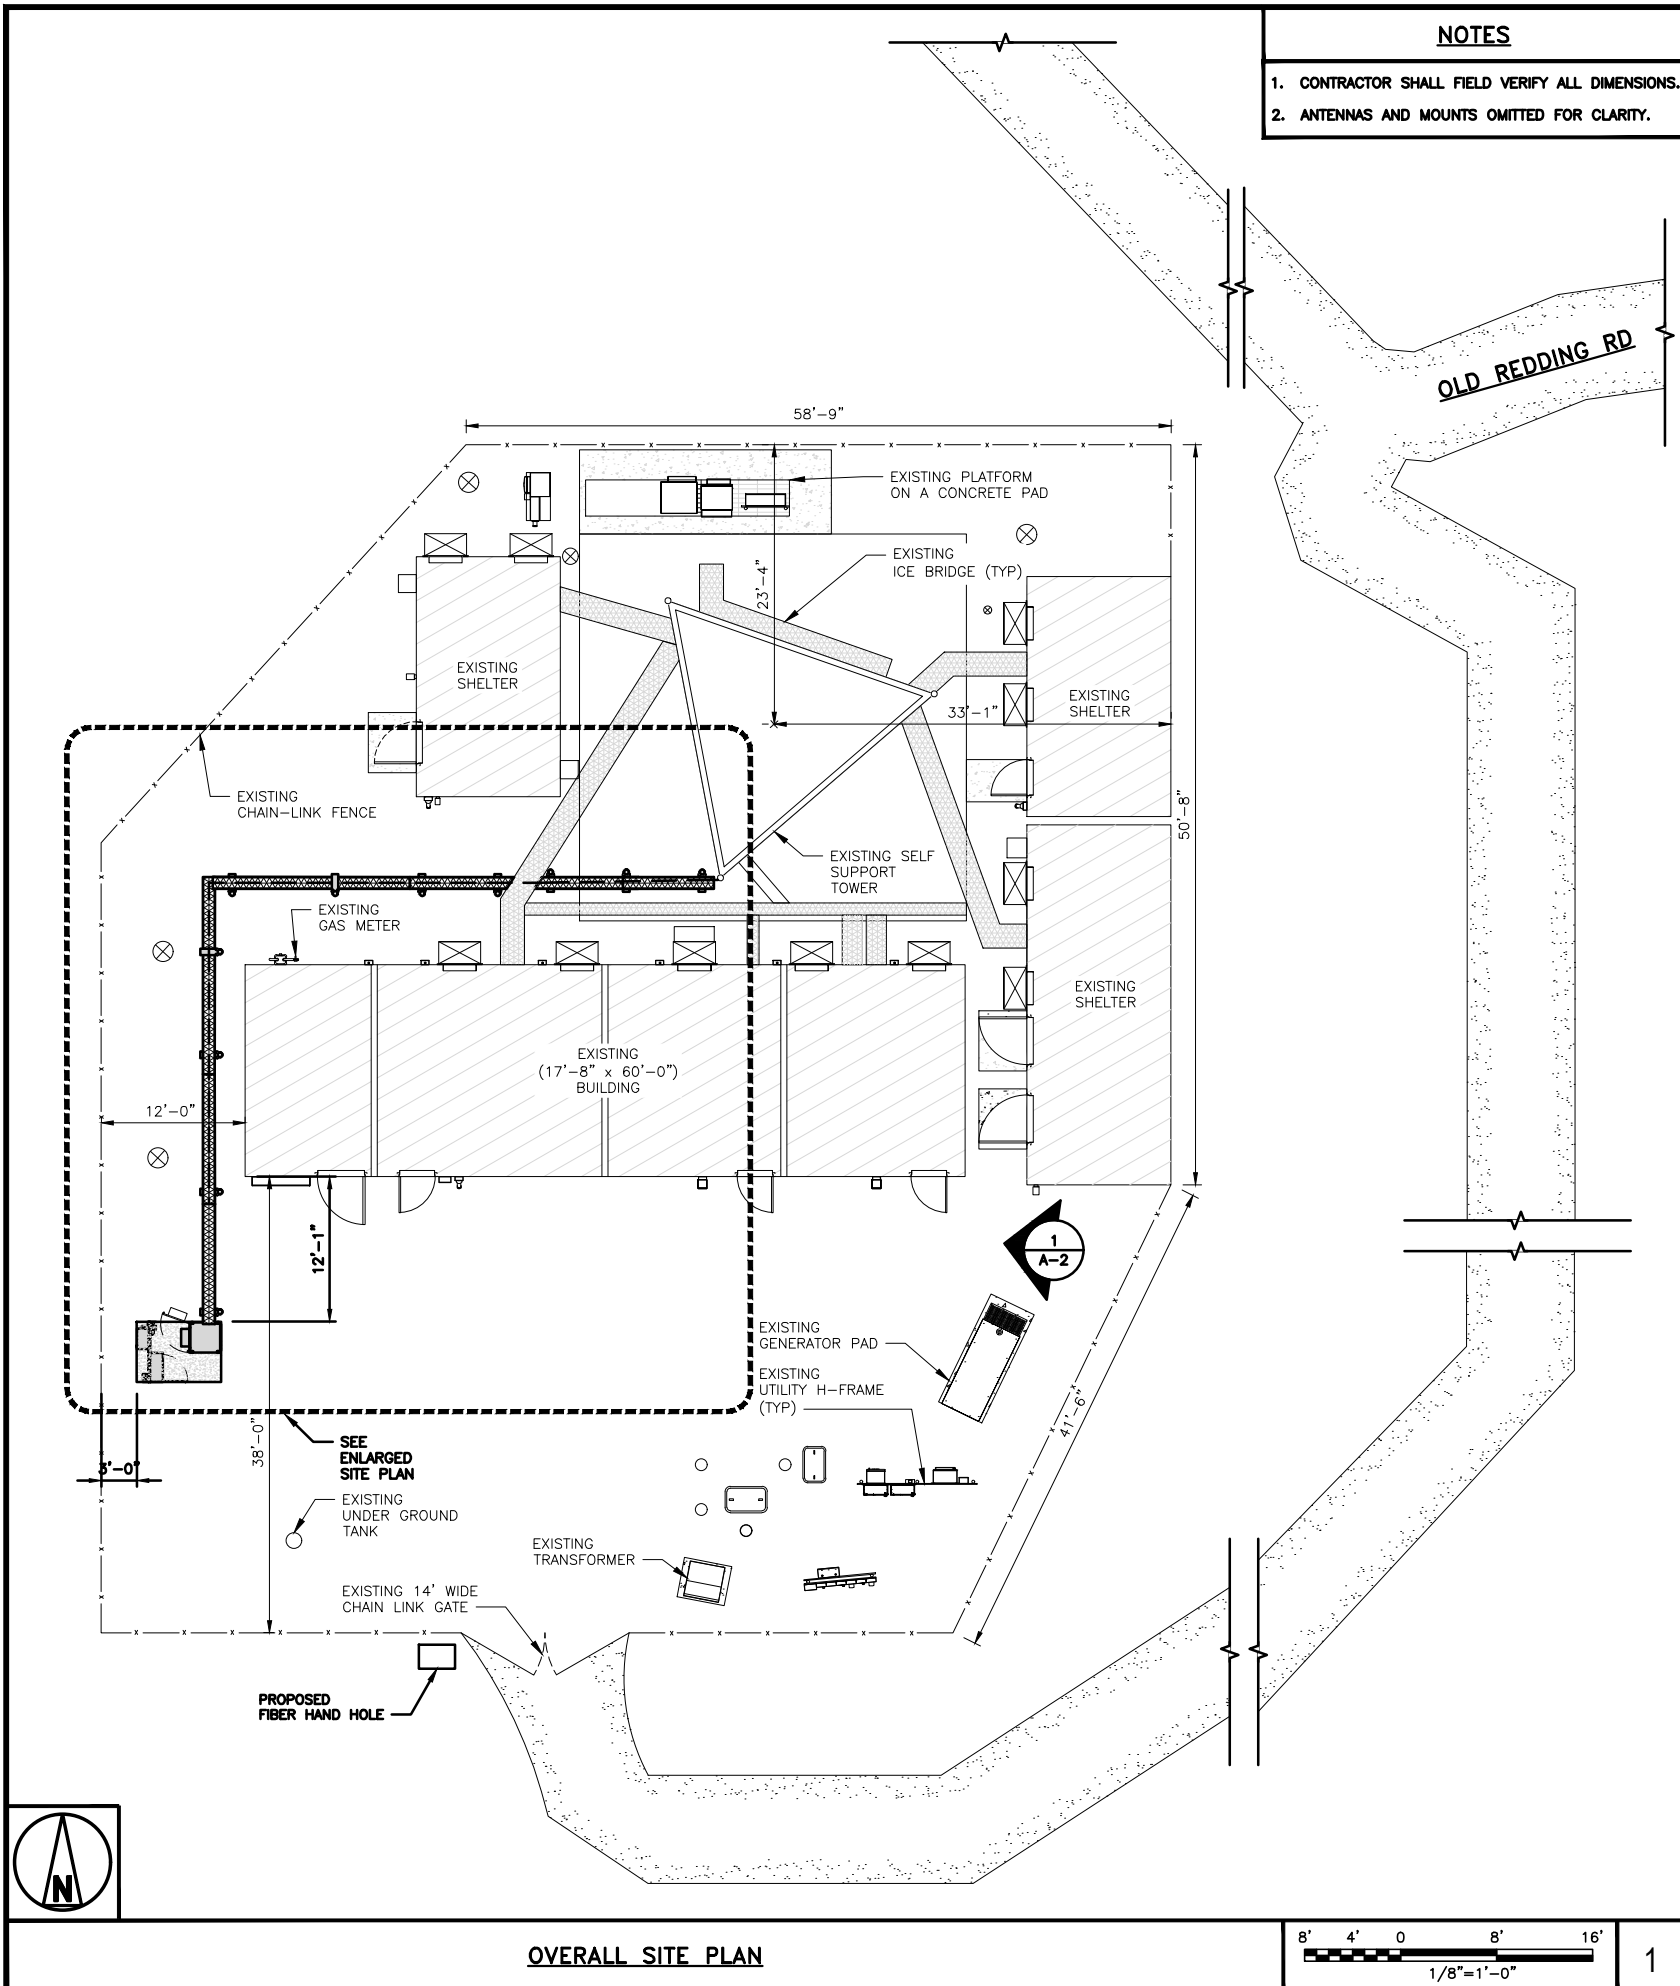 NOTES
1. CONTRACTOR SHALL FIELD VERIFY ALL DIMENSIONS.
2. ANTENNAS AND MOUNTS OMITTED FOR CLARITY.
OLD REDDING RD
58'-9"
EXISTING PLATFORM
ON A CONCRETE PAD
EXISTING
ICE BRIDGE (TYP)
23'-4"
EXISTING
SHELTER
EXISTING
SHELTER
33'-1"
EXISTING
CHAIN-LINK FENCE
50'-8"
EXISTING SELF
SUPPORT
TOWER
EXISTING
GAS METER
EXISTING
SHELTER
EXISTING
(17'-8" x 60'-0")
BUILDING
12'-0"
12'-1"
1
A-2
EXISTING
GENERATOR PAD
EXISTING
UTILITY H-FRAME
(TYP)
41'-6"
38'-0"
SEE
ENLARGED
SITE PLAN
3'-0"
EXISTING
UNDER GROUND
TANK
EXISTING
TRANSFORMER
EXISTING 14' WIDE
CHAIN LINK GATE
PROPOSED
FIBER HAND HOLE
N
OVERALL SITE PLAN
8' 4' 0 8' 16'
1/8"=1'-0"
1